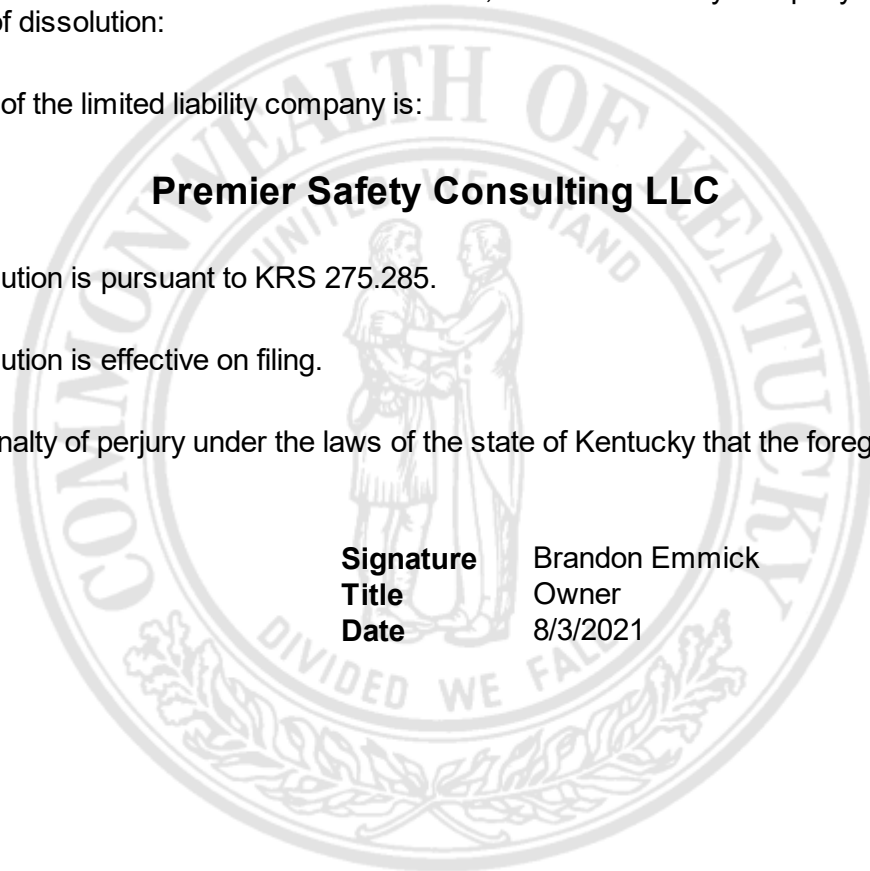 of dissolution:
of the limited liability company is:
Premier Safety Consulting LLC
ution is pursuant to KRS 275.285.
ution is effective on filing.
nalty of perjury under the laws of the state of Kentucky that the foreg
Signature Brandon Emmick
Title Owner
Date 8/3/2021
COMMONWEALTH OF KENTUCKY
UNITED WE STAND
DIVIDED WE FALL